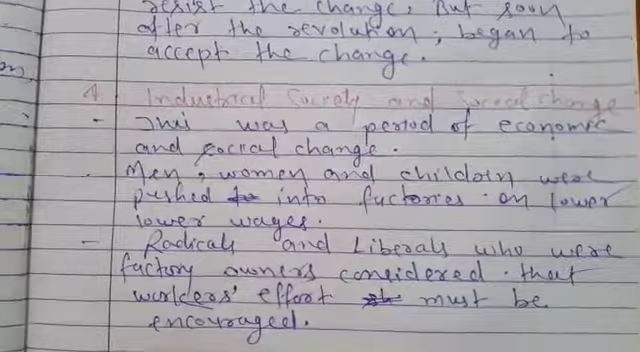 resist the change, But soon
after the revolution, began to
accept the change.
4. Industrial Society and Social change
- This was a period of economic
and social change.
- Men, women and childern were
pushed into factories on lower
lower wages.
- Radicals and Liberals who were
factory owners considered that
workers' effort must be
encouraged.